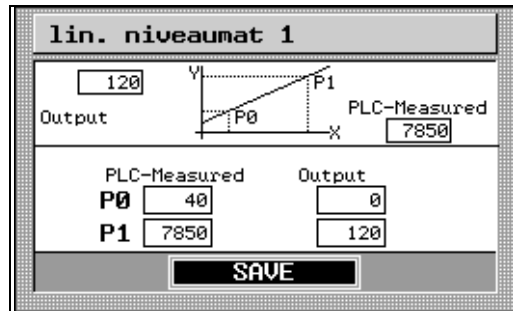 lin. niveaumat 1
120 Y P1
Output P0 PLC-Measured
X 7850
PLC-Measured Output
P0 40 0
P1 7850 120
SAVE